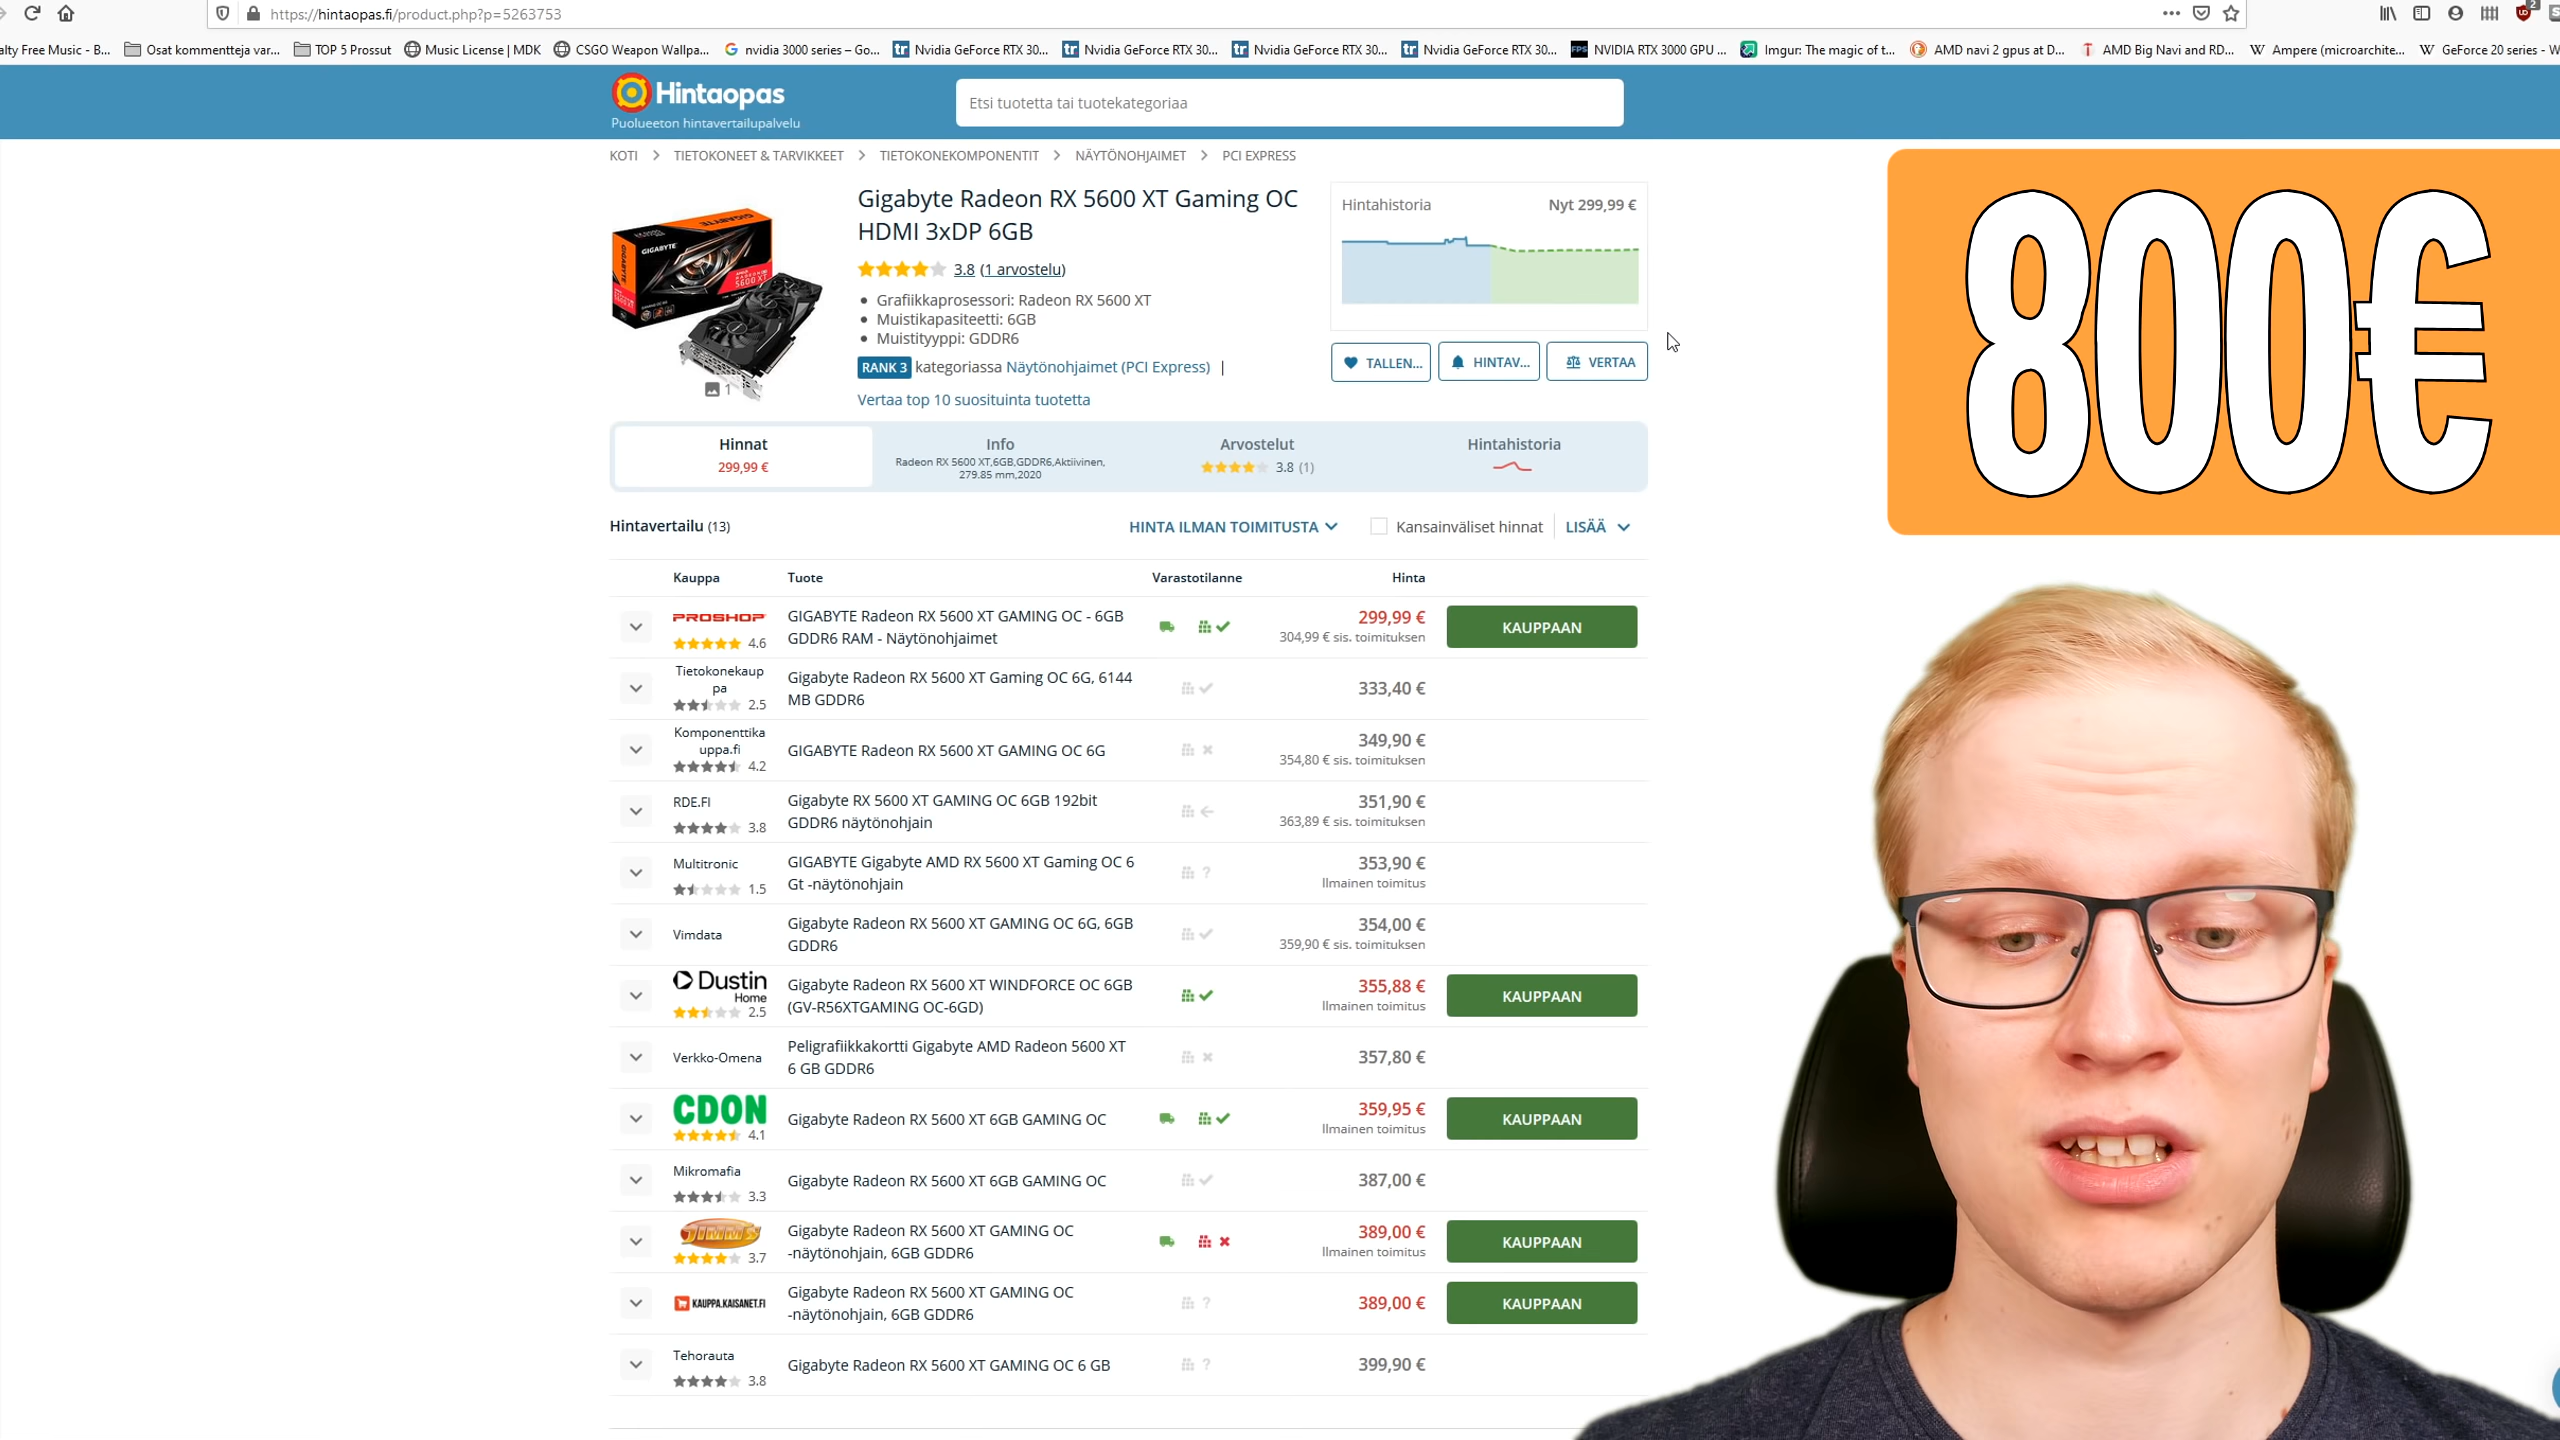 https://hintaopas.fi/product.php?p=5263753
alty Free Music - B... Osat kommentteja var... TOP 5 Prossut Music License | MDK CSGO Weapon Wallpa... nvidia 3000 series – Go... Nvidia GeForce RTX 30... Nvidia GeForce RTX 30... Nvidia GeForce RTX 30... Nvidia GeForce RTX 30... NVIDIA RTX 3000 GPU ... Imgur: The magic of t... AMD navi 2 gpus at D... AMD Big Navi and RD... Ampere (microarchite... GeForce 20 series - W
Hintaopas
Puolueeton hintavertailupalvelu
Etsi tuotetta tai tuotekategoriaa
KOTI > TIETOKONEET & TARVIKKEET > TIETOKONEKOMPONENTIT > NÄYTÖNOHJAIMET > PCI EXPRESS
Gigabyte Radeon RX 5600 XT Gaming OC
HDMI 3xDP 6GB
3.8 (1 arvostelu)
• Grafiikkaprosessori: Radeon RX 5600 XT
• Muistikapasiteetti: 6GB
• Muistityyppi: GDDR6
RANK 3 kategoriassa Näytönohjaimet (PCI Express) |
Vertaa top 10 suosituinta tuotetta
1
Hintahistoria Nyt 299,99 €
TALLEN... HINTAV... VERTAA
800€
Hinnat
299,99 €
Info
Radeon RX 5600 XT,6GB,GDDR6,Aktiivinen,
279.85 mm,2020
Arvostelut
3.8 (1)
Hintahistoria
Hintavertailu (13)
HINTA ILMAN TOIMITUSTA Kansainväliset hinnat LISÄÄ
Kauppa Tuote Varastotilanne Hinta
PROSHOP
4.6
GIGABYTE Radeon RX 5600 XT GAMING OC - 6GB
GDDR6 RAM - Näytönohjaimet
299,99 €
304,99 € sis. toimituksen
KAUPPAAN
Tietokonekaup
pa
2.5
Gigabyte Radeon RX 5600 XT Gaming OC 6G, 6144
MB GDDR6
333,40 €
Komponenttika
uppa.fi
4.2
GIGABYTE Radeon RX 5600 XT GAMING OC 6G
349,90 €
354,80 € sis. toimituksen
RDE.FI
3.8
Gigabyte RX 5600 XT GAMING OC 6GB 192bit
GDDR6 näytönohjain
351,90 €
363,89 € sis. toimituksen
Multitronic
1.5
GIGABYTE Gigabyte AMD RX 5600 XT Gaming OC 6
Gt -näytönohjain
?
353,90 €
Ilmainen toimitus
Vimdata
Gigabyte Radeon RX 5600 XT GAMING OC 6G, 6GB
GDDR6
354,00 €
359,90 € sis. toimituksen
Dustin
Home
2.5
Gigabyte Radeon RX 5600 XT WINDFORCE OC 6GB
(GV-R56XTGAMING OC-6GD)
355,88 €
Ilmainen toimitus
KAUPPAAN
Verkko-Omena
Peligrafiikkakortti Gigabyte AMD Radeon 5600 XT
6 GB GDDR6
357,80 €
CDON
4.1
Gigabyte Radeon RX 5600 XT 6GB GAMING OC
359,95 €
Ilmainen toimitus
KAUPPAAN
Mikromafia
3.3
Gigabyte Radeon RX 5600 XT 6GB GAMING OC
387,00 €
JIMM'S
3.7
Gigabyte Radeon RX 5600 XT GAMING OC
-näytönohjain, 6GB GDDR6
389,00 €
Ilmainen toimitus
KAUPPAAN
KAUPPA.KAISANET.FI
Gigabyte Radeon RX 5600 XT GAMING OC
-näytönohjain, 6GB GDDR6
?
389,00 €
KAUPPAAN
Tehorauta
3.8
Gigabyte Radeon RX 5600 XT GAMING OC 6 GB
?
399,90 €